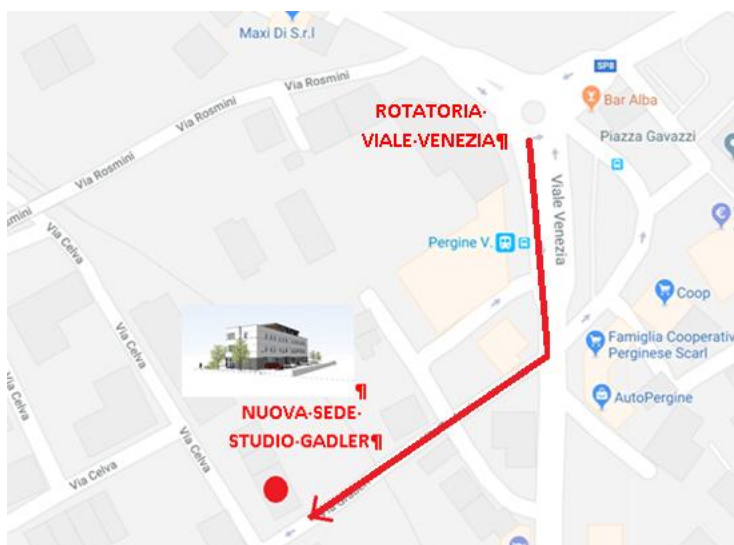 Maxi Di S.r.l
SP8
Via Rosmini
Bar Alba
ROTATORIA·
VIALE·VENEZIA¶
Via Rosmini
Piazza Gavazzi
Via Rosmini
smini
Viale Venezia
Via Celva
Pergine V.
Coop
Via Celva
Famiglia Cooperativ
Perginese Scarl
¶
NUOVA·SEDE·
STUDIO·GADLER¶
AutoPergine
Via Celva
Via Celva
Via Celva